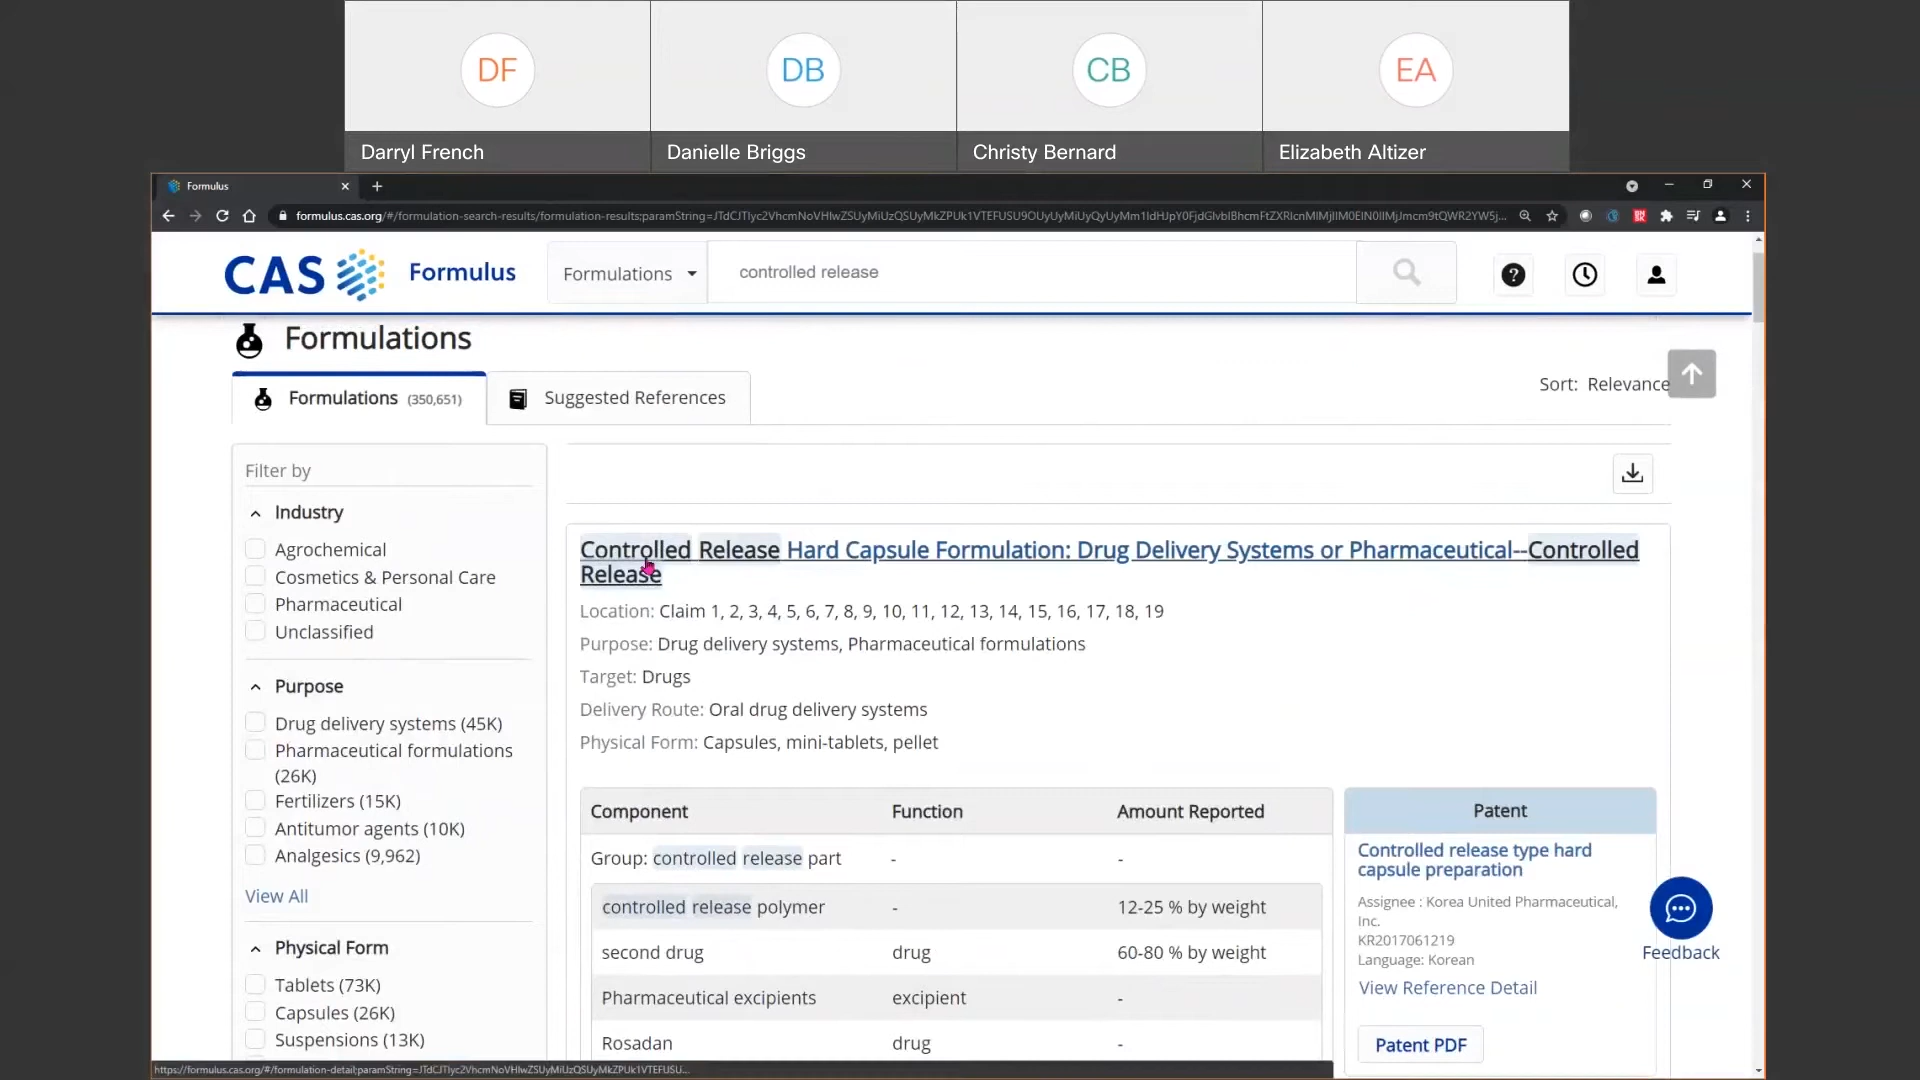 DF
DB
CB
EA
Darryl French
Danielle Briggs
Christy Bernard
Elizabeth Altizer
Formulus
CAS
Formulus
Formulations
controlled release
Formulations
Formulations (350,651)
Suggested References
Sort: Relevance
Filter by
Industry
Agrochemical
Cosmetics & Personal Care
Pharmaceutical
Unclassified
Purpose
Drug delivery systems (45K)
Pharmaceutical formulations
(26K)
Fertilizers (15K)
Antitumor agents (10K)
Analgesics (9,962)
View All
Physical Form
Tablets (73K)
Capsules (26K)
Suspensions (13K)
Controlled Release Hard Capsule Formulation: Drug Delivery Systems or Pharmaceutical--Controlled
Release
Location: Claim 1, 2, 3, 4, 5, 6, 7, 8, 9, 10, 11, 12, 13, 14, 15, 16, 17, 18, 19
Purpose: Drug delivery systems, Pharmaceutical formulations
Target: Drugs
Delivery Route: Oral drug delivery systems
Physical Form: Capsules, mini-tablets, pellet
Component Function Amount Reported
Group: controlled release part - -
controlled release polymer - 12-25 % by weight
second drug drug 60-80 % by weight
Pharmaceutical excipients excipient -
Rosadan drug -
Patent
Controlled release type hard
capsule preparation
Assignee : Korea United Pharmaceutical,
Inc.
KR2017061219
Language: Korean
View Reference Detail
Patent PDF
Feedback